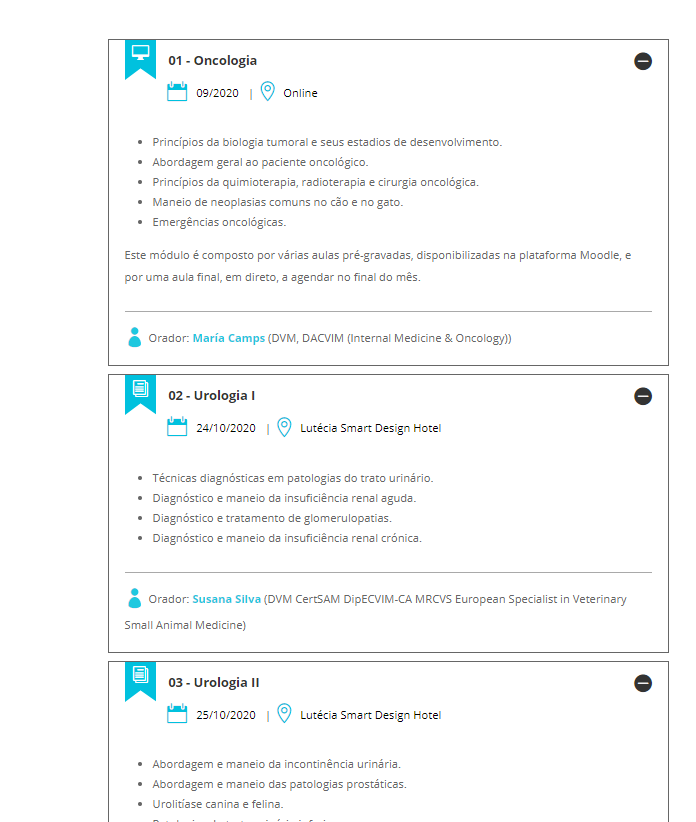 01 - Oncologia
09/2020 | Online
Princípios da biologia tumoral e seus estadios de desenvolvimento.
Abordagem geral ao paciente oncológico.
Princípios da quimioterapia, radioterapia e cirurgia oncológica.
Maneio de neoplasias comuns no cão e no gato.
Emergências oncológicas.
Este módulo é composto por várias aulas pré-gravadas, disponibilizadas na plataforma Moodle, e
por uma aula final, em direto, a agendar no final do mês.
Orador: María Camps (DVM, DACVIM (Internal Medicine & Oncology))
02 - Urologia I
24/10/2020 | Lutécia Smart Design Hotel
Técnicas diagnósticas em patologias do trato urinário.
Diagnóstico e maneio da insuficiência renal aguda.
Diagnóstico e tratamento de glomerulopatias.
Diagnóstico e maneio da insuficiência renal crónica.
Orador: Susana Silva (DVM CertSAM DipECVIM-CA MRCVS European Specialist in Veterinary
Small Animal Medicine)
03 - Urologia II
25/10/2020 | Lutécia Smart Design Hotel
Abordagem e maneio da incontinência urinária.
Abordagem e maneio das patologias prostáticas.
Urolitíase canina e felina.